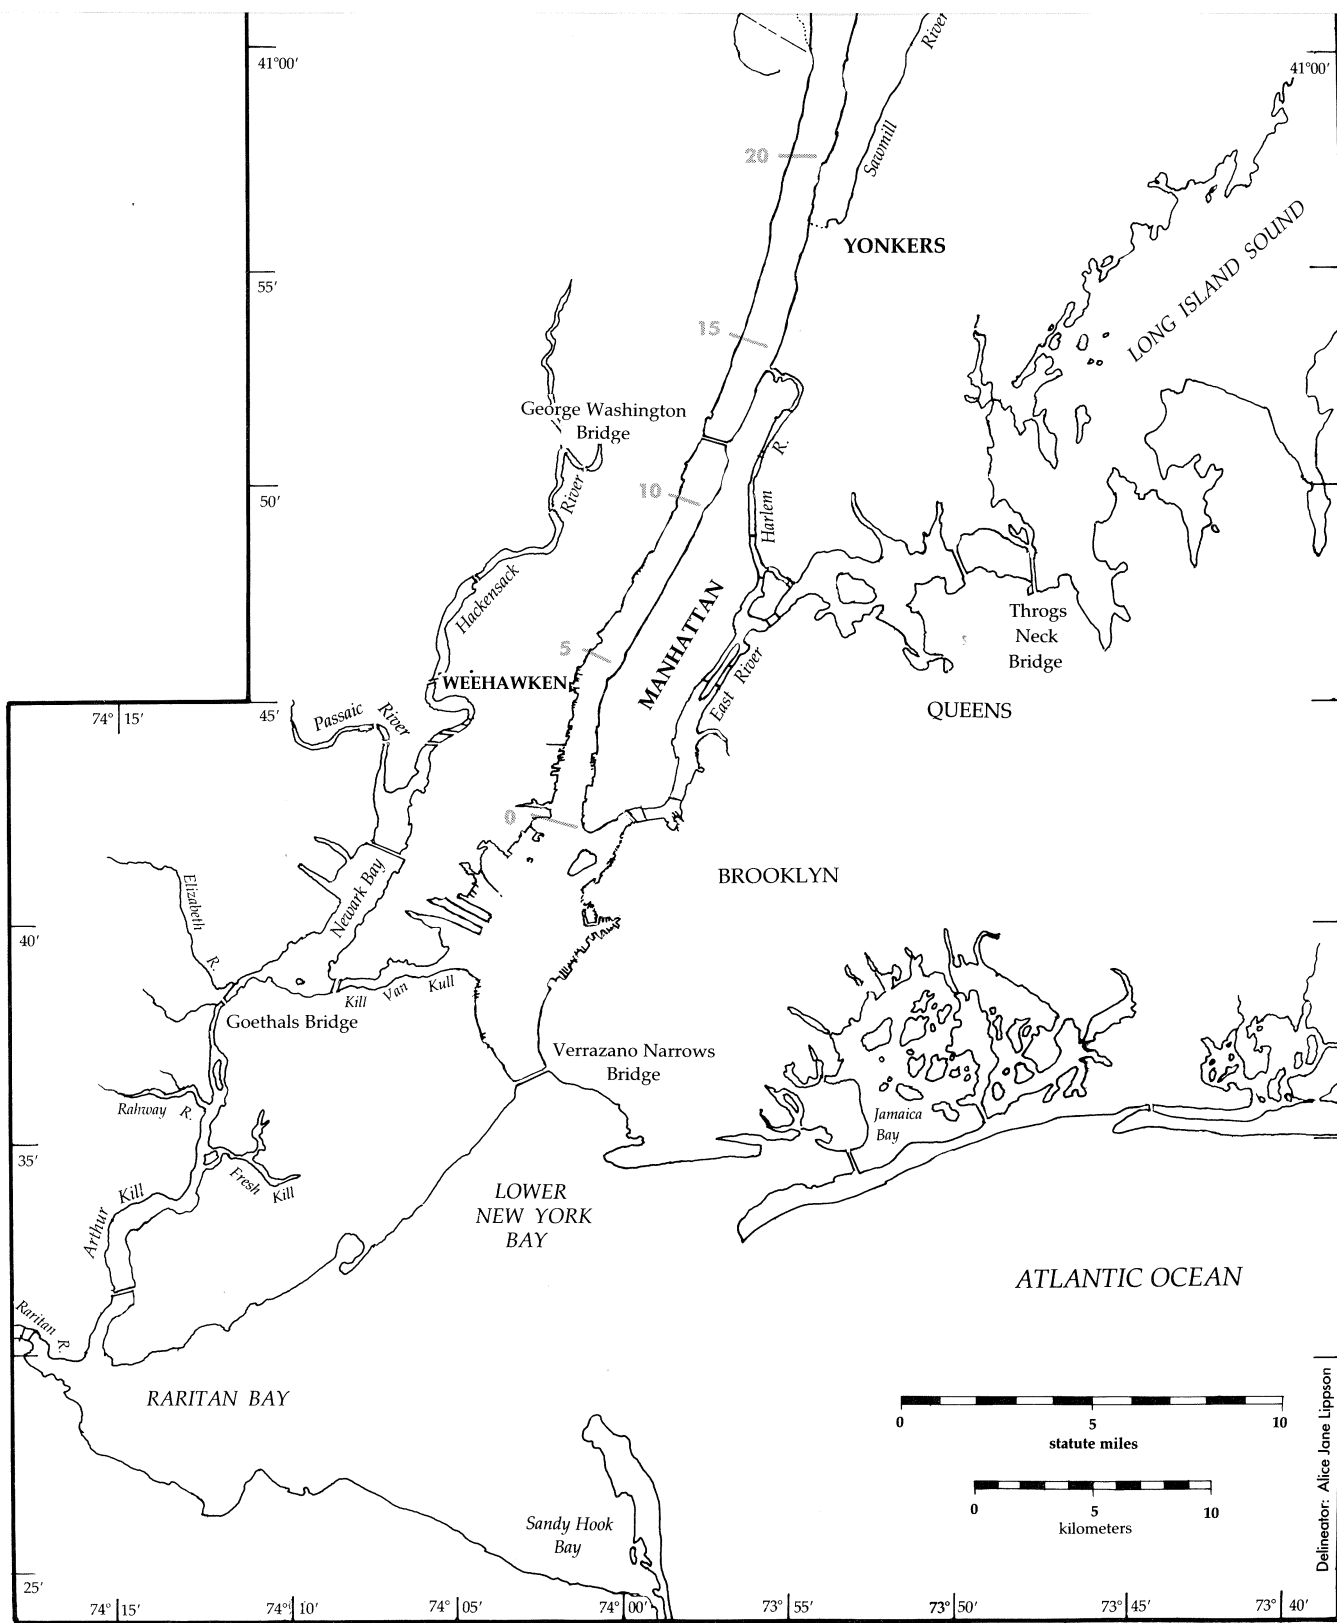 River
41°00′
41°00′
20
Sawmill
YONKERS
LONG ISLAND SOUND
55′
15
George Washington
Bridge
R.
50′
10
River
Harlem
Hackensack
MANHATTAN
Throgs
Neck
Bridge
5
WEEHAWKEN
East River
QUEENS
74° 15′
45′
Passaic River
0
BROOKLYN
Newark Bay
Elizabeth
R.
40′
Kill Van Kull
Goethals Bridge
Verrazano Narrows
Bridge
Rahway R.
Jamaica
Bay
35′
Fresh Kill
Arthur Kill
LOWER
NEW YORK
BAY
ATLANTIC OCEAN
Raritan R.
RARITAN BAY
0 5 10
statute miles
0 5 10
kilometers
Sandy Hook
Bay
Delineator: Alice Jane Lippson
25′
74° 15′ 74° 10′ 74° 05′ 74° 00′ 73° 55′ 73° 50′ 73° 45′ 73° 40′